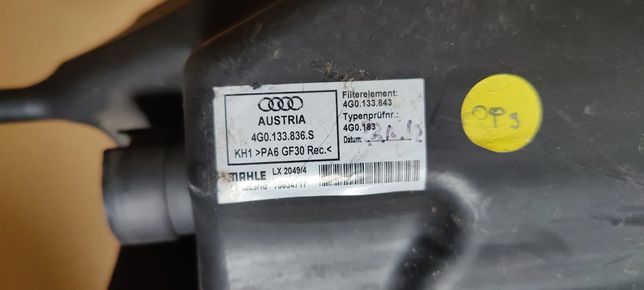 AUSTRIA
4G0.133.836.S
KH1 >PA6 GF30 Rec.<
MAHLE LX 2049/4
Filterelement:
4G0.133.843
Typenprüfnr.:
4G0.183
Datum: